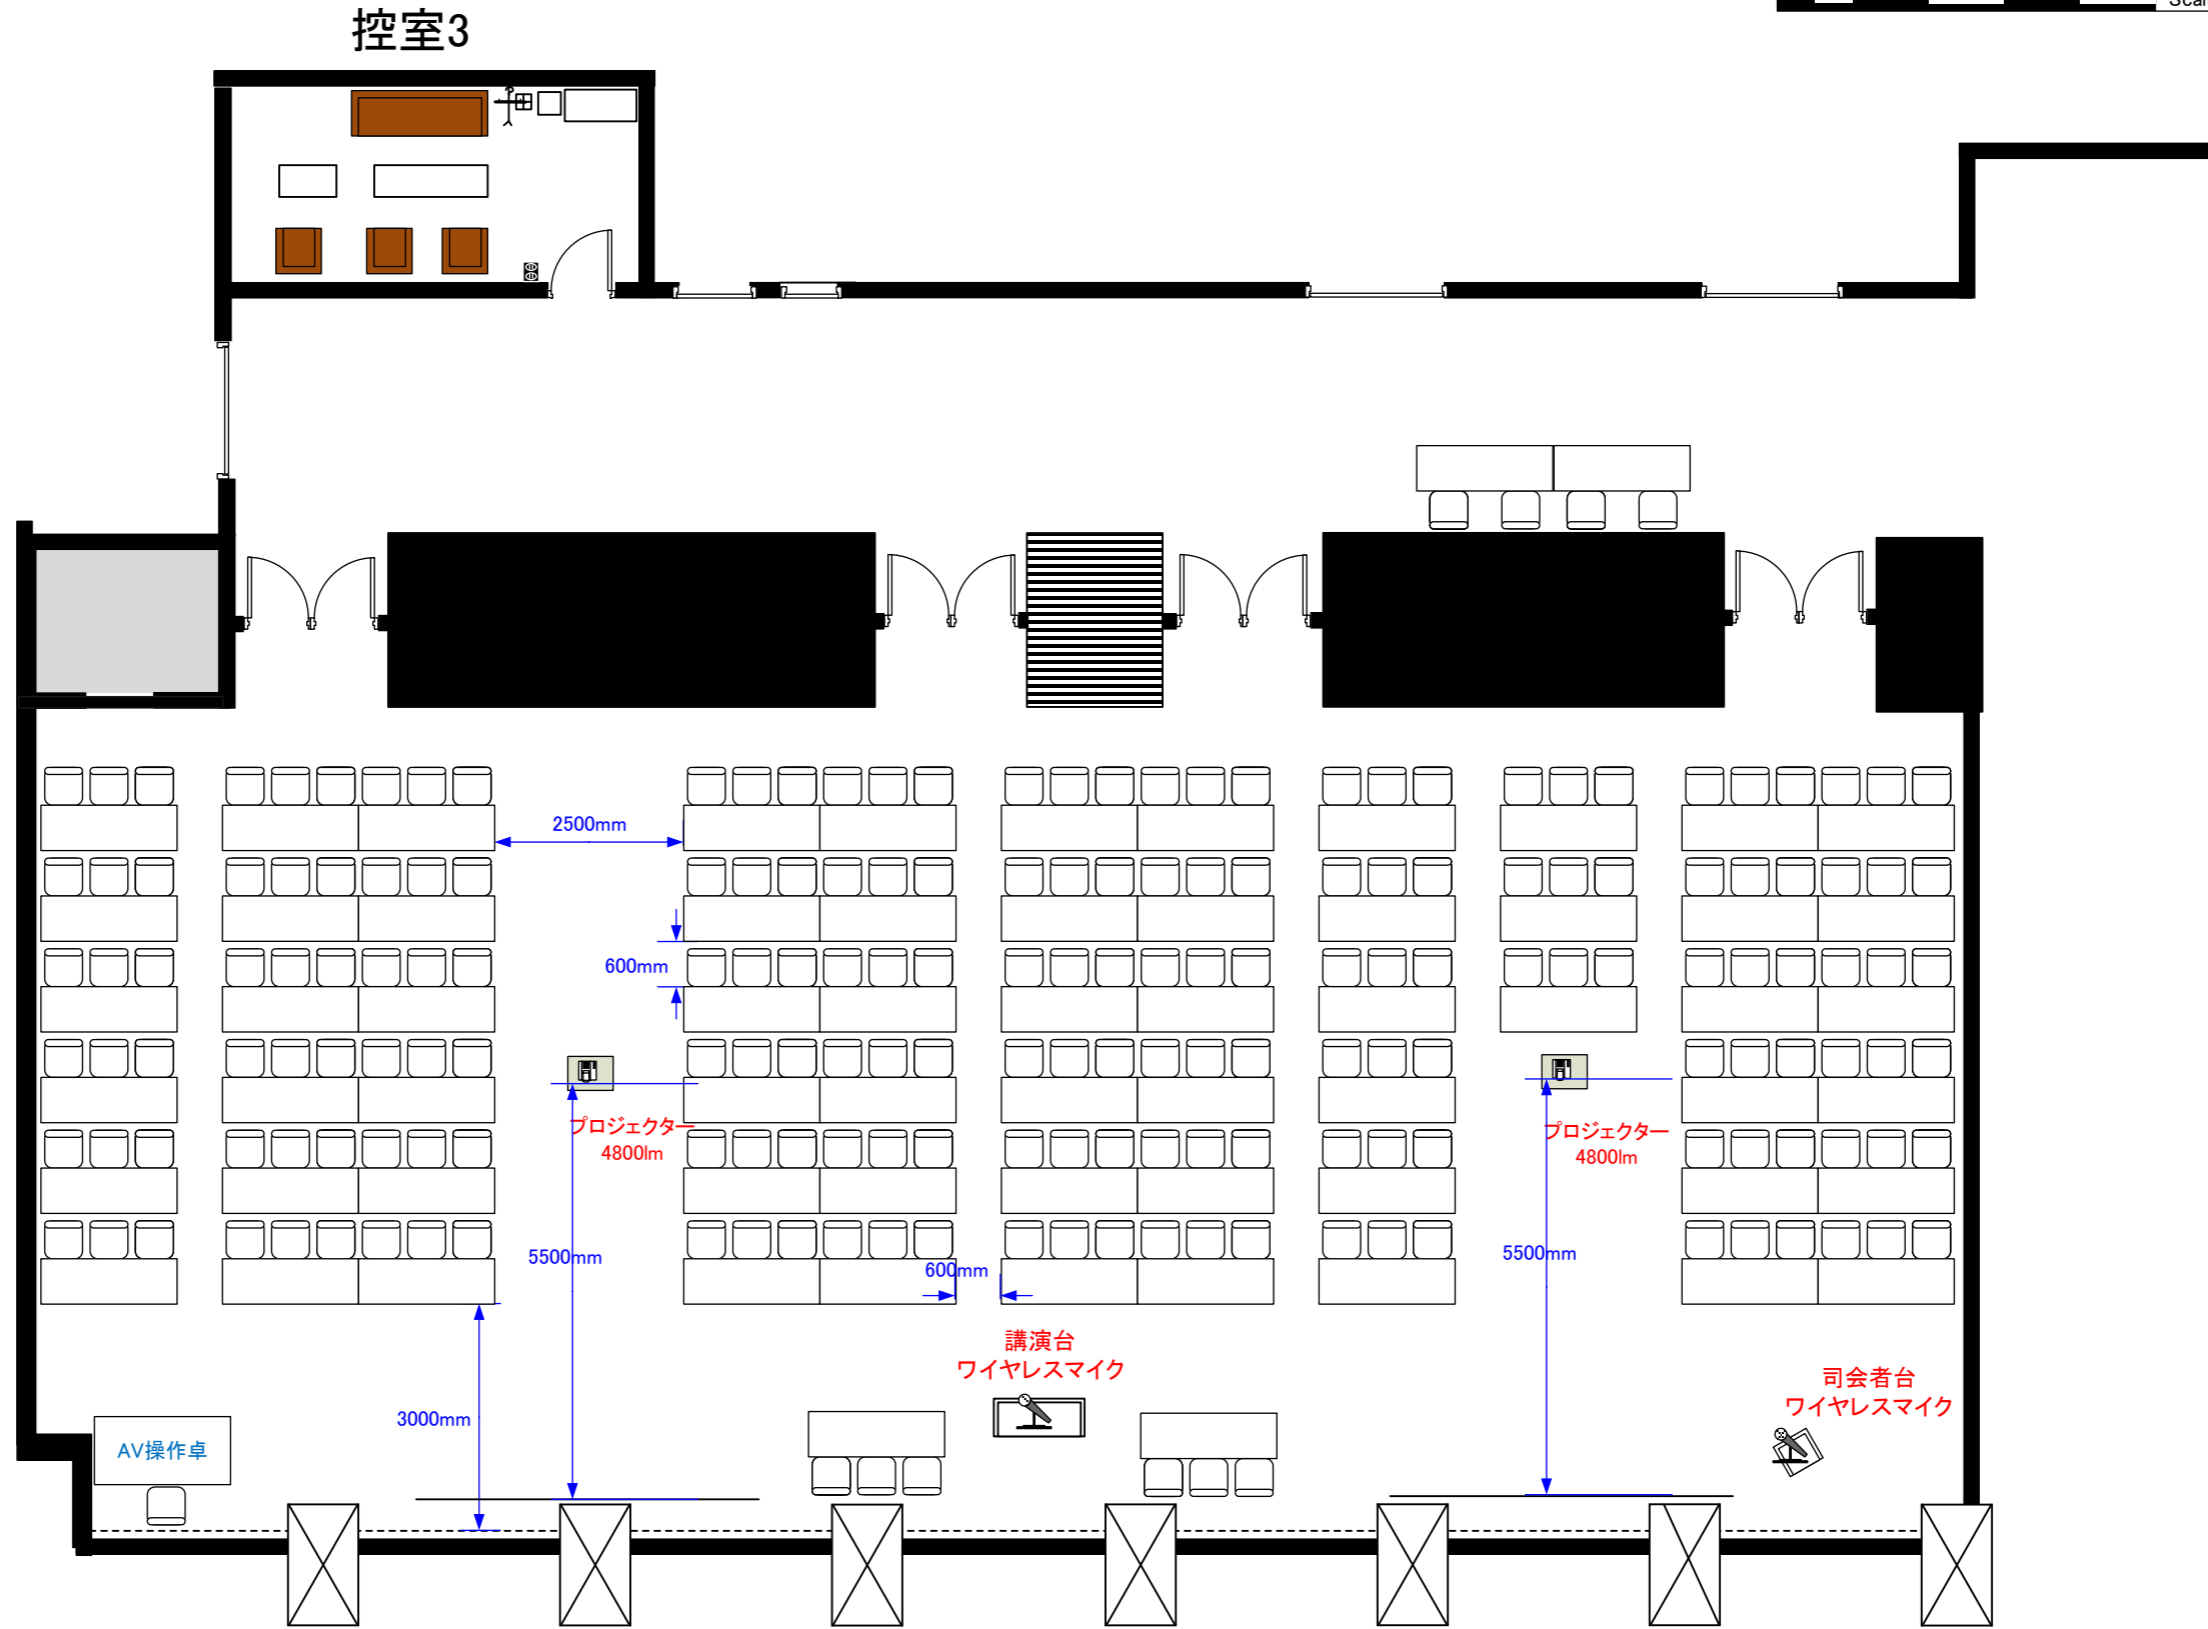 控室3
2500mm
600mm
プロジェクター
4800lm
プロジェクター
4800lm
5500mm
5500mm
600mm
講演台
ワイヤレスマイク
司会者台
ワイヤレスマイク
3000mm
AV操作卓